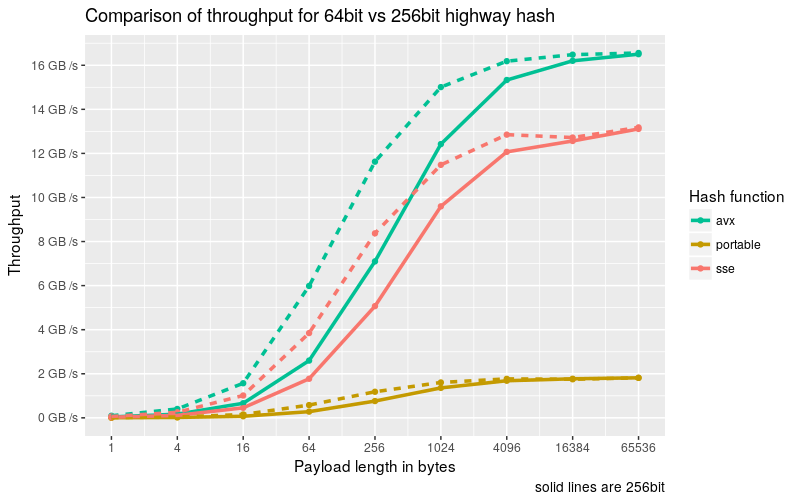 Comparison of throughput for 64bit vs 256bit highway hash
Throughput
16 GB /s
14 GB /s
12 GB /s
10 GB /s
8 GB /s
6 GB /s
4 GB /s
2 GB /s
0 GB /s
1 4 16 64 256 1024 4096 16384 65536
Payload length in bytes
Hash function
avx
portable
sse
solid lines are 256bit